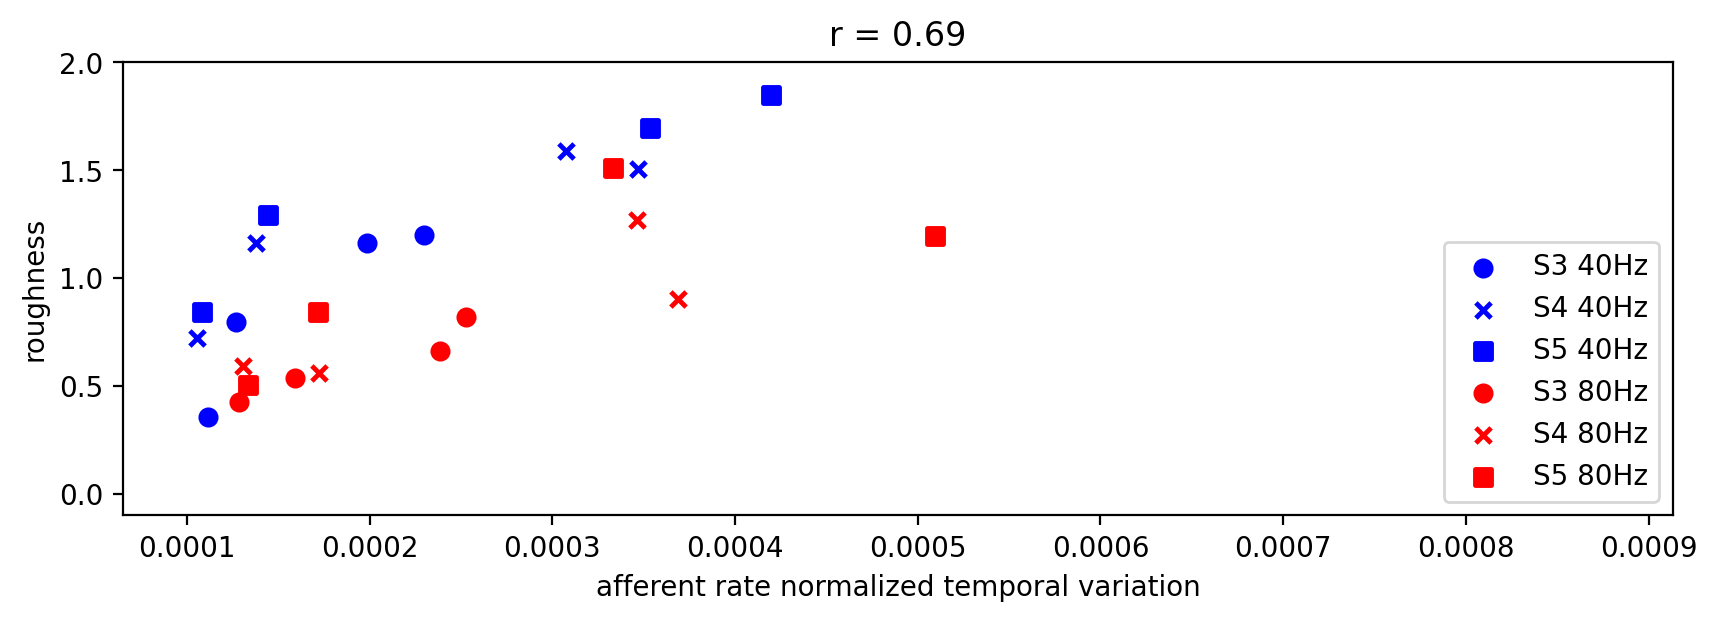 r = 0.69
2.0
1.5
1.0
0.5
0.0
roughness
S3 40Hz
S4 40Hz
S5 40Hz
S3 80Hz
S4 80Hz
S5 80Hz
0.0001 0.0002 0.0003 0.0004 0.0005 0.0006 0.0007 0.0008 0.0009
afferent rate normalized temporal variation